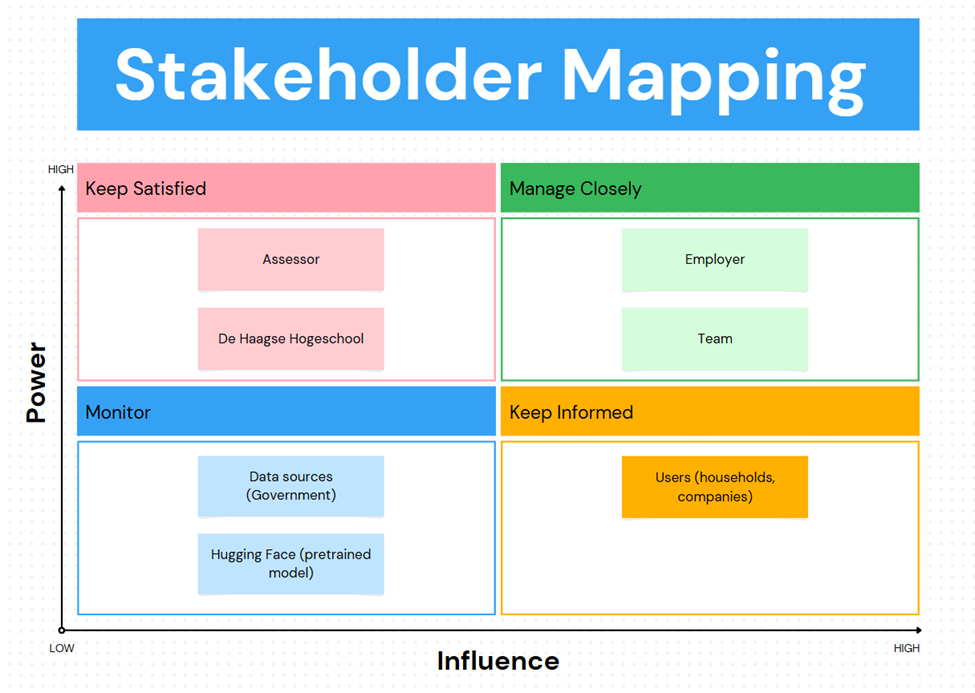 Stakeholder Mapping
HIGH
Keep Satisfied
Manage Closely
Assessor
Employer
De Haagse Hogeschool
Team
Power
Monitor
Keep Informed
Data sources
(Government)
Users (households,
companies)
Hugging Face (pretrained
model)
LOW
HIGH
Influence